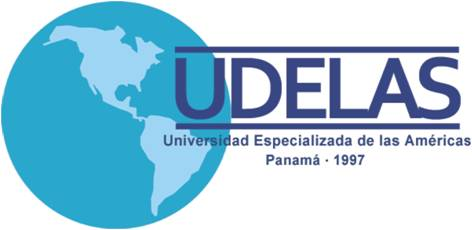 UDELAS
Universidad Especializada de las Américas
Panamá · 1997